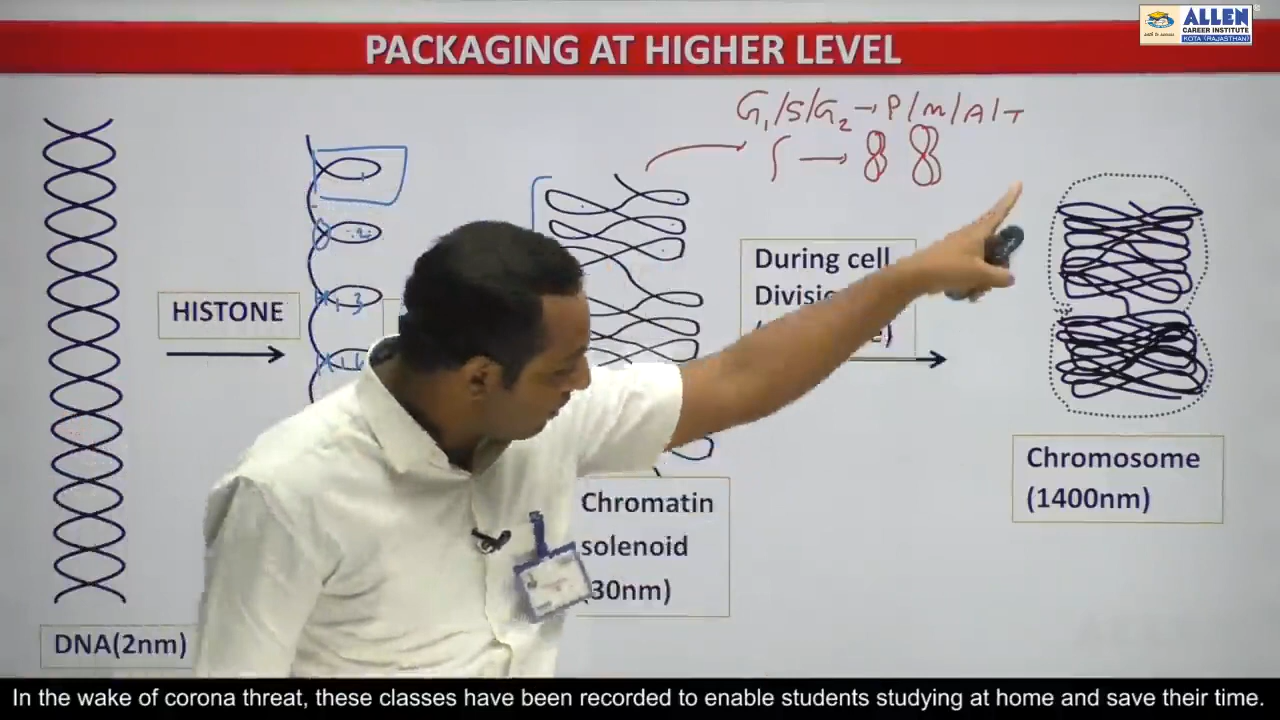 ALLEN
CAREER INSTITUTE
KOTA (RAJASTHAN)
PACKAGING AT HIGHER LEVEL
G₁/S/G₂ → P/M/A/T
HISTONE
During cell
2
3
Chromosome
(1400nm)
Chromatin
solenoid
(30nm)
DNA(2nm)
In the wake of corona threat, these classes have been recorded to enable students studying at home and save their time.